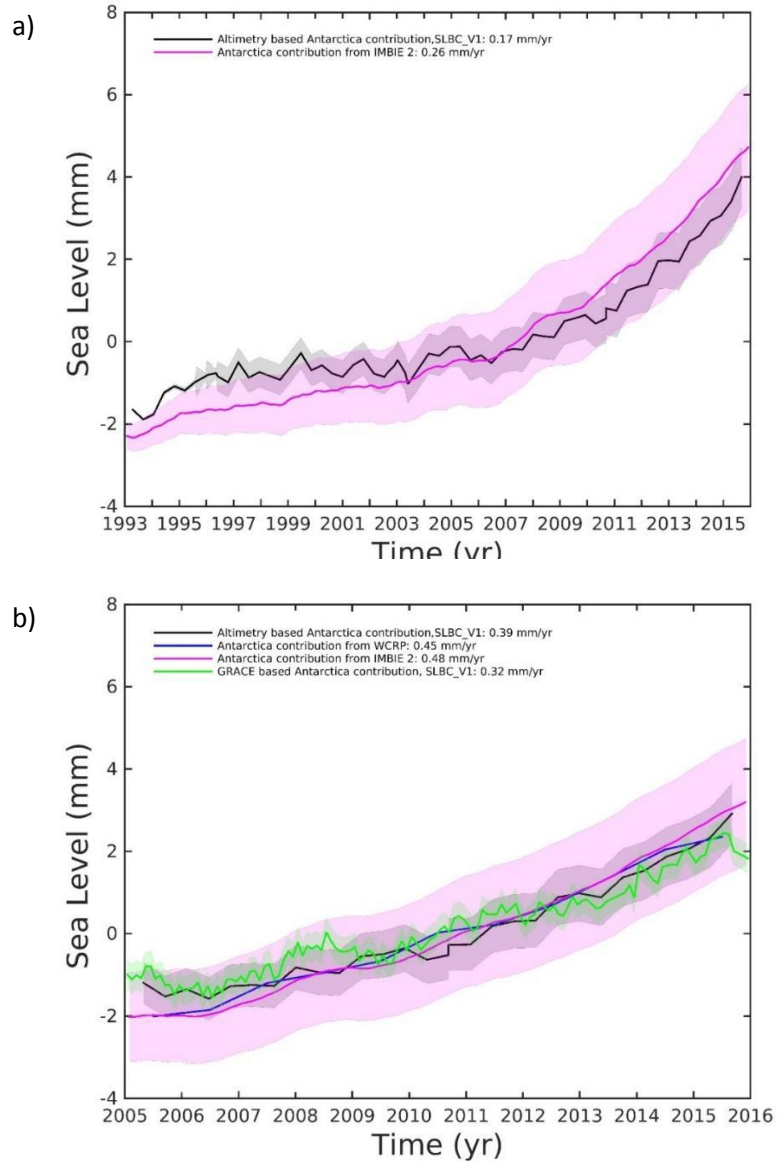 a)
Altimetry based Antarctica contribution,SLBC_V1: 0.17 mm/yr
Antarctica contribution from IMBIE 2: 0.26 mm/yr
Sea Level (mm)
8
6
4
2
0
-2
-4
1993 1995 1997 1999 2001 2003 2005 2007 2009 2011 2013 2015
Time (yr)
b)
Altimetry based Antarctica contribution,SLBC_V1: 0.39 mm/yr
Antarctica contribution from WCRP: 0.45 mm/yr
Antarctica contribution from IMBIE 2: 0.48 mm/yr
GRACE based Antarctica contribution, SLBC_V1: 0.32 mm/yr
Sea Level (mm)
8
6
4
2
0
-2
-4
2005 2006 2007 2008 2009 2010 2011 2012 2013 2014 2015 2016
Time (yr)